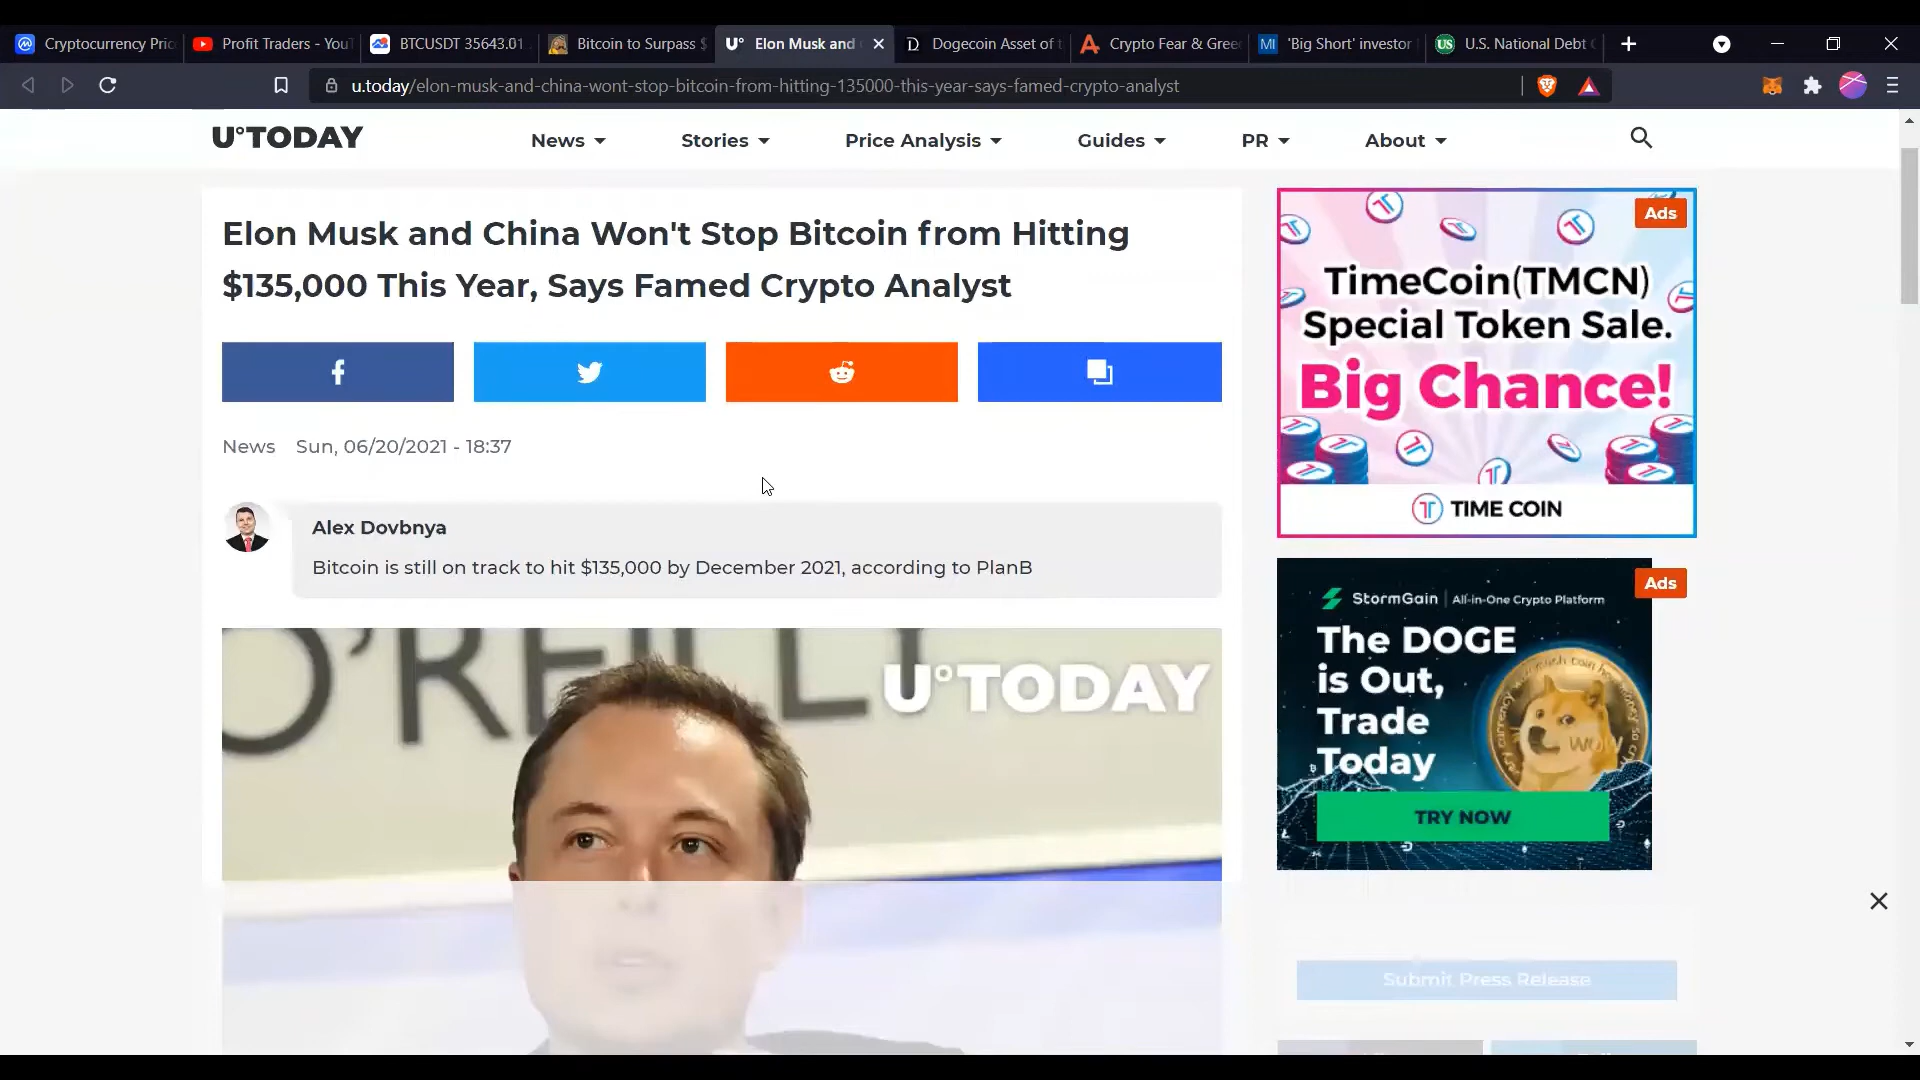 Cryptocurrency Pric
Profit Traders - You
BTCUSDT 35643.01
Bitcoin to Surpass $
U° Elon Musk and
Dogecoin Asset of t
Crypto Fear & Gree
MI 'Big Short' investor
US U.S. National Debt C
u.today/elon-musk-and-china-wont-stop-bitcoin-from-hitting-135000-this-year-says-famed-crypto-analyst
U°TODAY
News
Stories
Price Analysis
Guides
PR
About
Elon Musk and China Won't Stop Bitcoin from Hitting
$135,000 This Year, Says Famed Crypto Analyst
News Sun, 06/20/2021 - 18:37
Alex Dovbnya
Bitcoin is still on track to hit $135,000 by December 2021, according to PlanB
O'REILLY
U°TODAY
Ads
TimeCoin(TMCN)
Special Token Sale.
Big Chance!
TIME COIN
Ads
StormGain | All-in-One Crypto Platform
The DOGE
is Out,
Trade
Today
WOW
TRY NOW
Submit Press Release